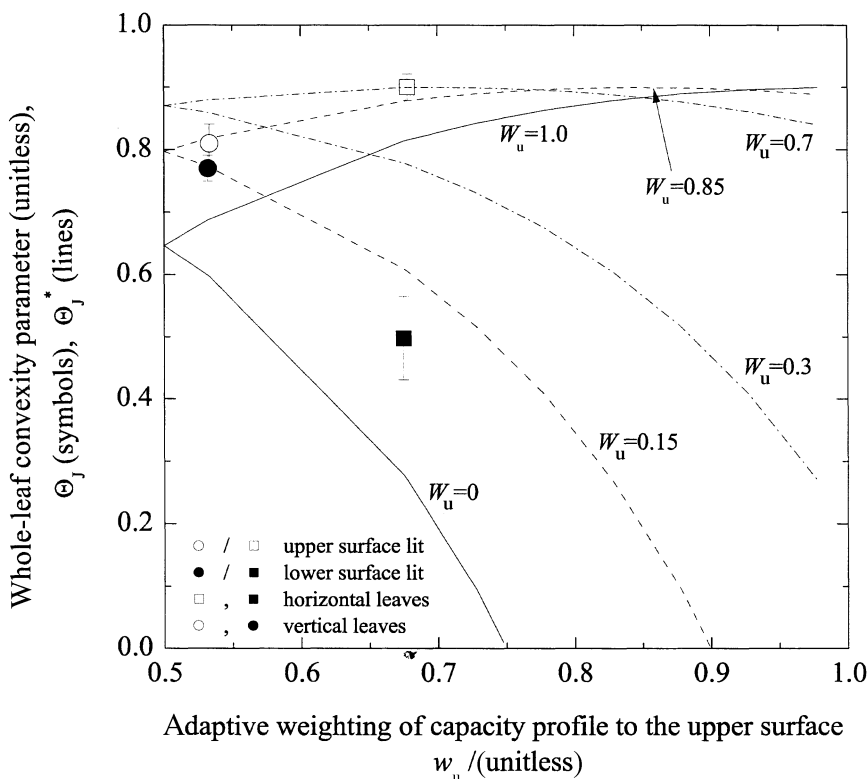 Whole-leaf convexity parameter (unitless),
Θ_J (symbols), Θ_J^* (lines)
1.0
0.8
0.6
0.4
0.2
0.0
W_u=1.0
W_u=0.7
W_u=0.85
W_u=0.3
W_u=0.15
W_u=0
○ / □ upper surface lit
● / ■ lower surface lit
□ , ■ horizontal leaves
○ , ● vertical leaves
0.5 0.6 0.7 0.8 0.9 1.0
Adaptive weighting of capacity profile to the upper surface
w_u /(unitless)